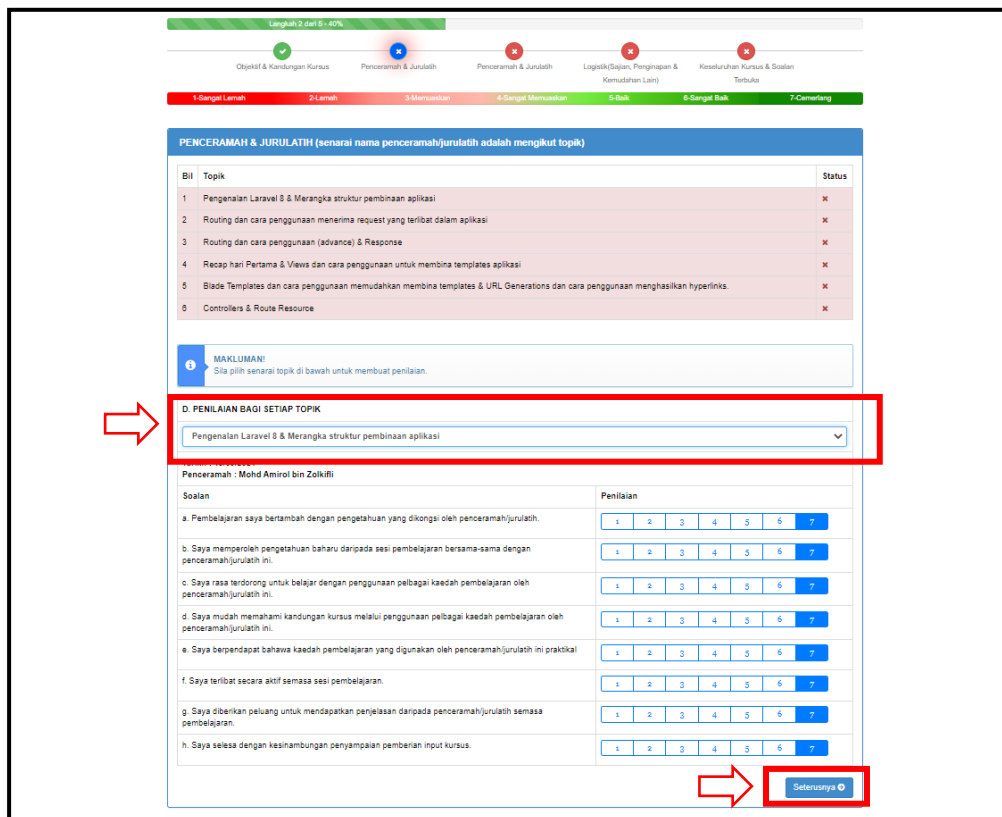 Langkah 2 dari 5 - 40%
Objektif & Kandungan Kursus
Penceramah & Jurulatih
Penceramah & Jurulatih
Logistik(Sajian, Penginapan &
Kemudahan Lain)
Keseluruhan Kursus & Soalan
Terbuka
1-Sangat Lemah 2-Lemah 3-Memuaskan 4-Sangat Memuaskan 5-Baik 6-Sangat Baik 7-Cemerlang
PENCERAMAH & JURULATIH (senarai nama penceramah/jurulatih adalah mengikut topik)
Bil Topik Status
1 Pengenalan Laravel 8 & Merangka struktur pembinaan aplikasi
2 Routing dan cara penggunaan menerima request yang terlibat dalam aplikasi
3 Routing dan cara penggunaan (advance) & Response
4 Recap hari Pertama & Views dan cara penggunaan untuk membina templates aplikasi
5 Blade Templates dan cara penggunaan memudahkan membina templates & URL Generations dan cara penggunaan menghasilkan hyperlinks.
6 Controllers & Route Resource
MAKLUMAN!
Sila pilih senarai topik di bawah untuk membuat penilaian.
D. PENILAIAN BAGI SETIAP TOPIK
Pengenalan Laravel 8 & Merangka struktur pembinaan aplikasi
Penceramah : Mohd Amirol bin Zolkifli
Soalan Penilaian
a. Pembelajaran saya bertambah dengan pengetahuan yang dikongsi oleh penceramah/jurulatih.
1 2 3 4 5 6 7
b. Saya memperoleh pengetahuan baharu daripada sesi pembelajaran bersama-sama dengan
penceramah/jurulatih ini.
1 2 3 4 5 6 7
c. Saya rasa terdorong untuk belajar dengan penggunaan pelbagai kaedah pembelajaran oleh
penceramah/jurulatih ini.
1 2 3 4 5 6 7
d. Saya mudah memahami kandungan kursus melalui penggunaan pelbagai kaedah pembelajaran oleh
penceramah/jurulatih ini.
1 2 3 4 5 6 7
e. Saya berpendapat bahawa kaedah pembelajaran yang digunakan oleh penceramah/jurulatih ini praktikal
1 2 3 4 5 6 7
f. Saya terlibat secara aktif semasa sesi pembelajaran.
1 2 3 4 5 6 7
g. Saya diberikan peluang untuk mendapatkan penjelasan daripada penceramah/jurulatih semasa
pembelajaran.
1 2 3 4 5 6 7
h. Saya selesa dengan kesinambungan penyampaian pemberian input kursus.
1 2 3 4 5 6 7
Seterusnya